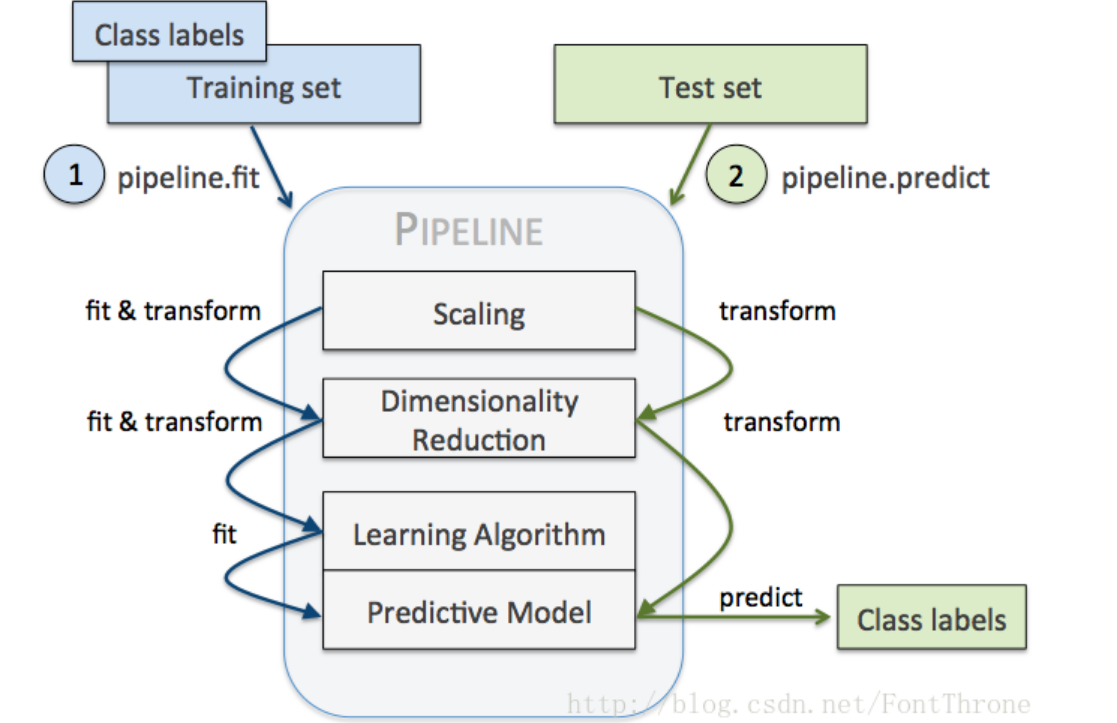 Class labels
Training set
Test set
1
pipeline.fit
2
pipeline.predict
PIPELINE
fit & transform
Scaling
transform
fit & transform
Dimensionality
Reduction
transform
fit
Learning Algorithm
Predictive Model
predict
Class labels
http://blog.csdn.net/FontThrone